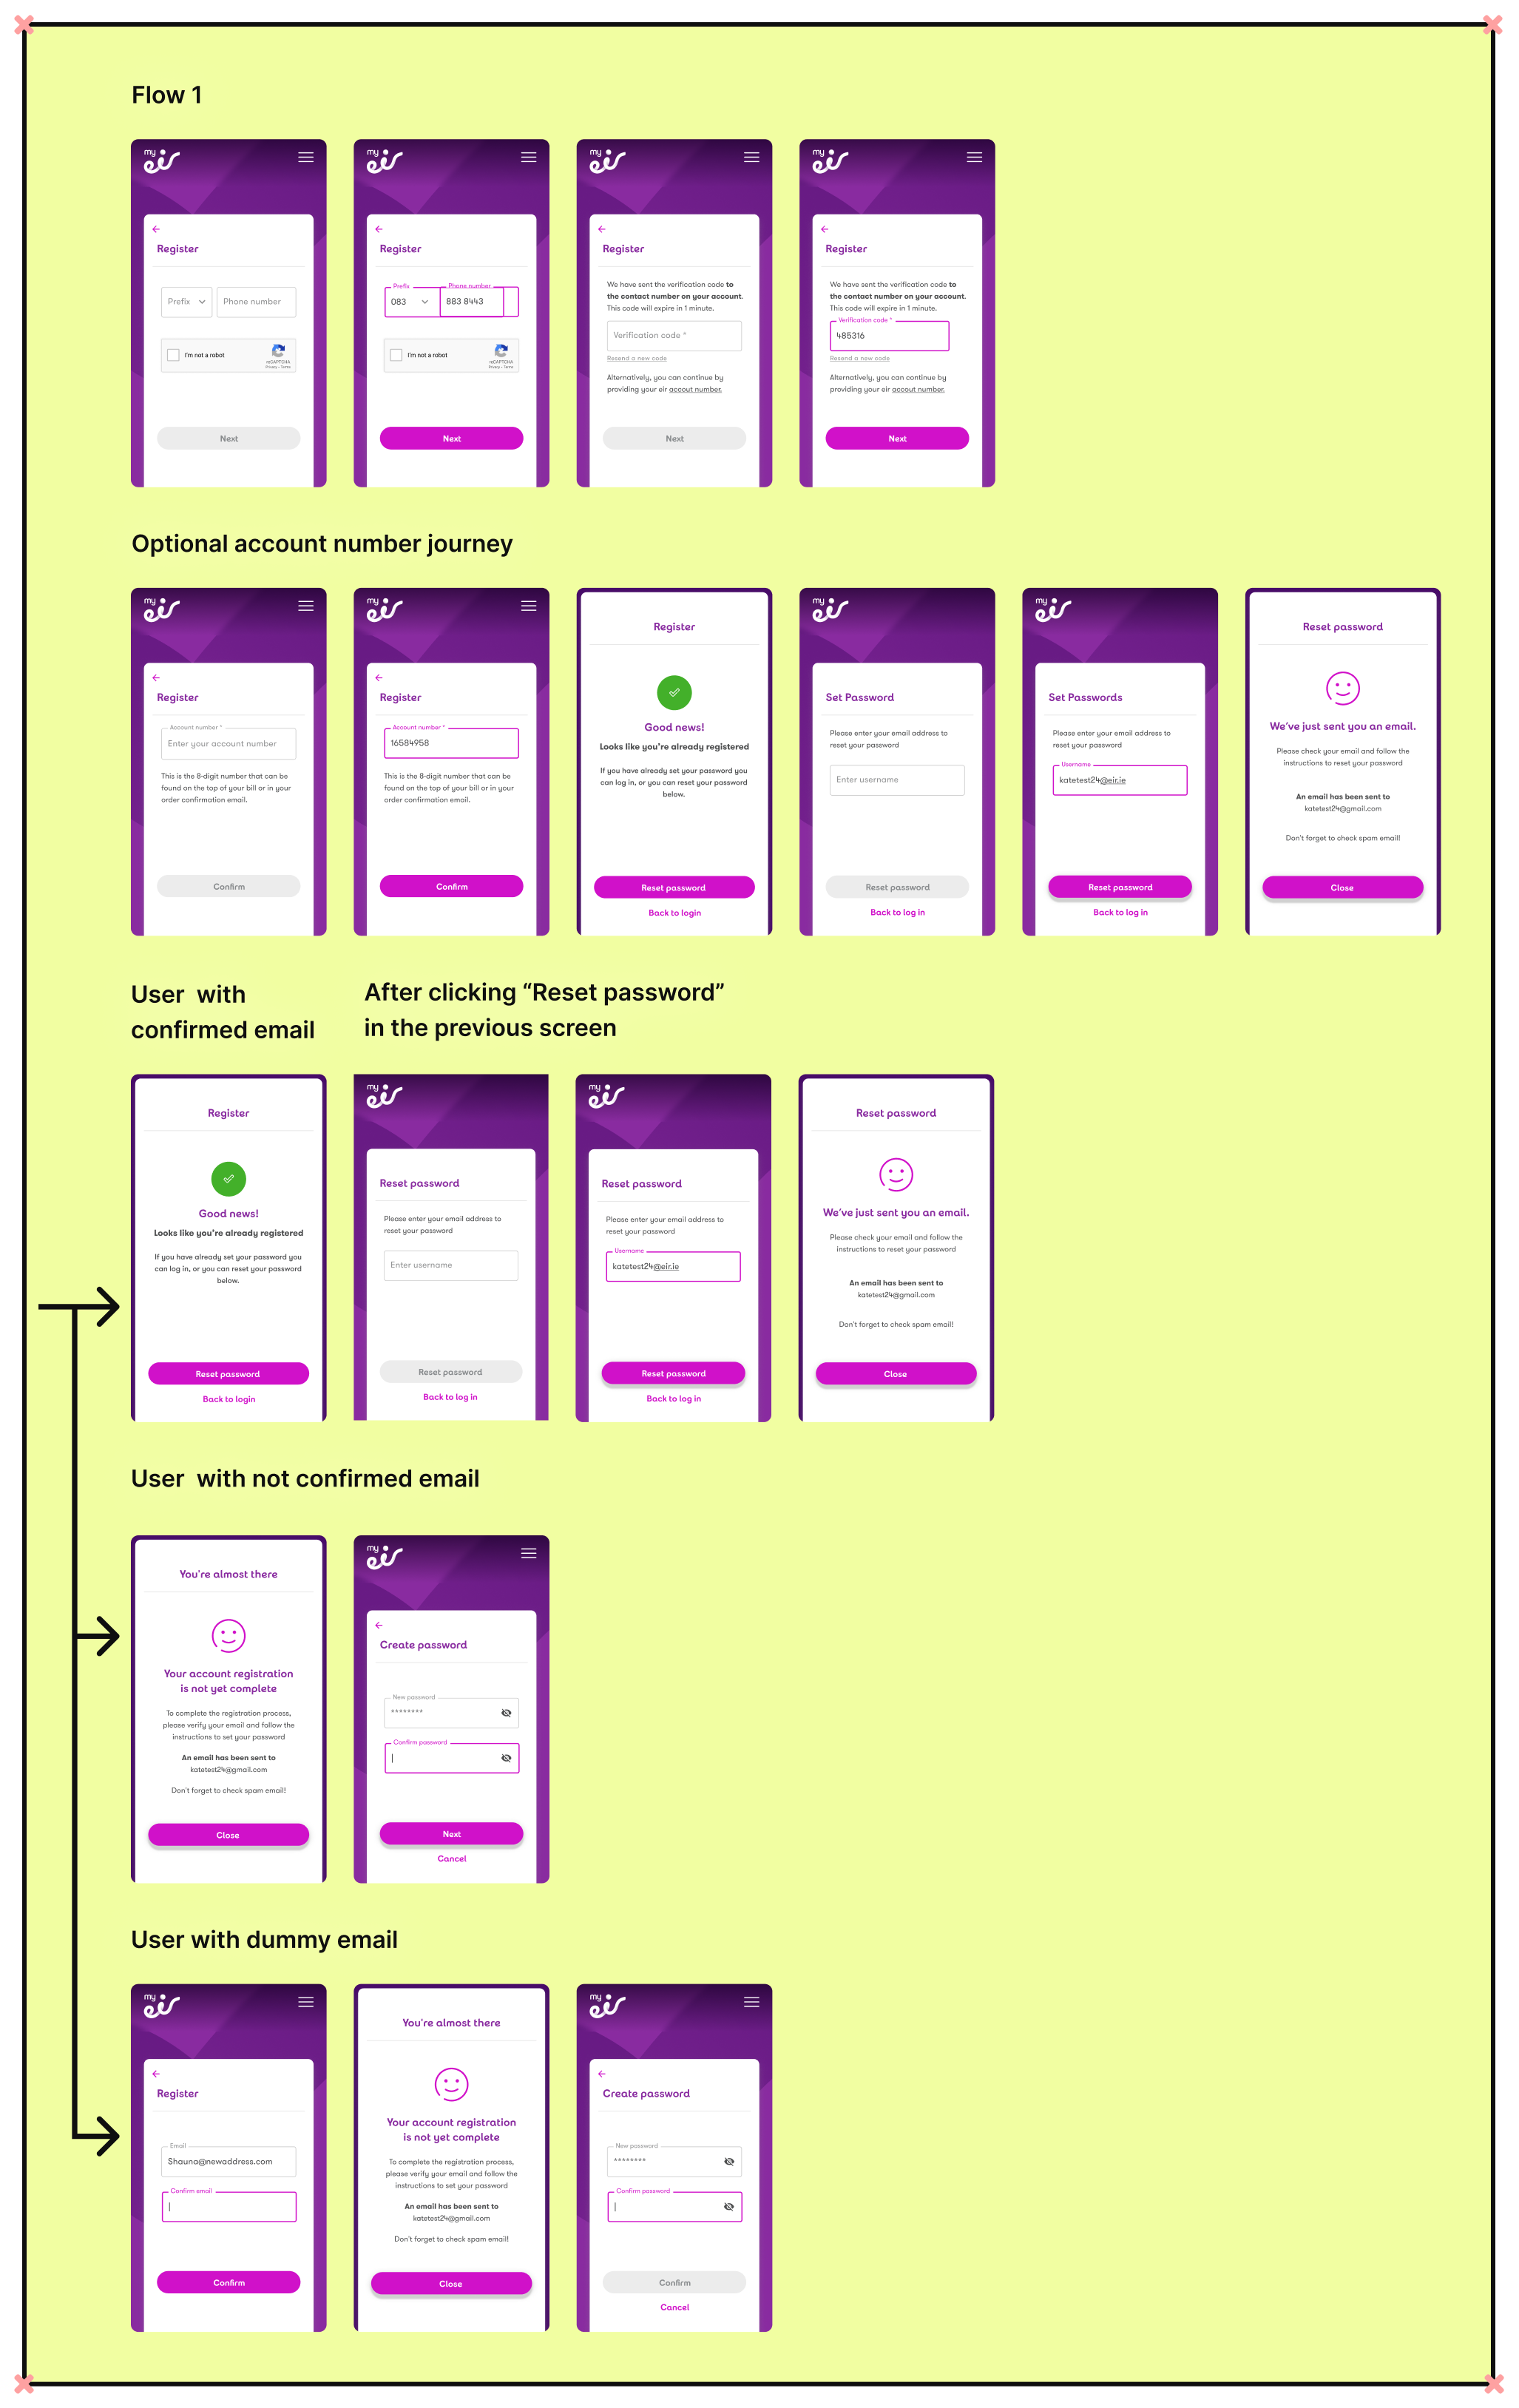 Flow 1
my eir
Register
Prefix
Phone number
I'm not a robot
reCAPTCHA
Privacy - Terms
Next
my eir
Register
Prefix
083
Phone number
883 8443
I'm not a robot
reCAPTCHA
Privacy - Terms
Next
my eir
Register
We have sent the verification code to
the contact number on your account.
This code will expire in 1 minute.
Verification code *
Resend a new code
Alternatively, you can continue by
providing your eir accout number.
Next
my eir
Register
We have sent the verification code to
the contact number on your account.
This code will expire in 1 minute.
Verification code *
485316
Resend a new code
Alternatively, you can continue by
providing your eir accout number.
Next
Optional account number journey
my eir
Register
Account number *
Enter your account number
This is the 8-digit number that can be
found on the top of your bill or in your
order confirmation email.
Confirm
my eir
Register
Account number *
16584958
This is the 8-digit number that can be
found on the top of your bill or in your
order confirmation email.
Confirm
Register
Good news!
Looks like you're already registered
If you have already set your password you
can log in, or you can reset your password
below.
Reset password
Back to login
my eir
Set Password
Please enter your email address to
reset your password
Enter username
Reset password
Back to log in
my eir
Set Passwords
Please enter your email address to
reset your password
Username
katetest24@eir.ie
Reset password
Back to log in
Reset password
We've just sent you an email.
Please check your email and follow the
instructions to reset your password
An email has been sent to
katetest24@gmail.com
Don't forget to check spam email!
Close
User with
confirmed email
After clicking “Reset password”
in the previous screen
Register
Good news!
Looks like you're already registered
If you have already set your password you
can log in, or you can reset your password
below.
Reset password
Back to login
my eir
Reset password
Please enter your email address to
reset your password
Enter username
Reset password
Back to log in
my eir
Reset password
Please enter your email address to
reset your password
Username
katetest24@eir.ie
Reset password
Back to log in
Reset password
We've just sent you an email.
Please check your email and follow the
instructions to reset your password
An email has been sent to
katetest24@gmail.com
Don't forget to check spam email!
Close
User with not confirmed email
You're almost there
Your account registration
is not yet complete
To complete the registration process,
please verify your email and follow the
instructions to set your password
An email has been sent to
katetest24@gmail.com
Don't forget to check spam email!
Close
my eir
Create password
New password
********
Confirm password
Next
Cancel
User with dummy email
my eir
Register
Email
Shauna@newaddress.com
Confirm email
Confirm
You're almost there
Your account registration
is not yet complete
To complete the registration process,
please verify your email and follow the
instructions to set your password
An email has been sent to
katetest24@gmail.com
Don't forget to check spam email!
Close
my eir
Create password
New password
********
Confirm password
Confirm
Cancel